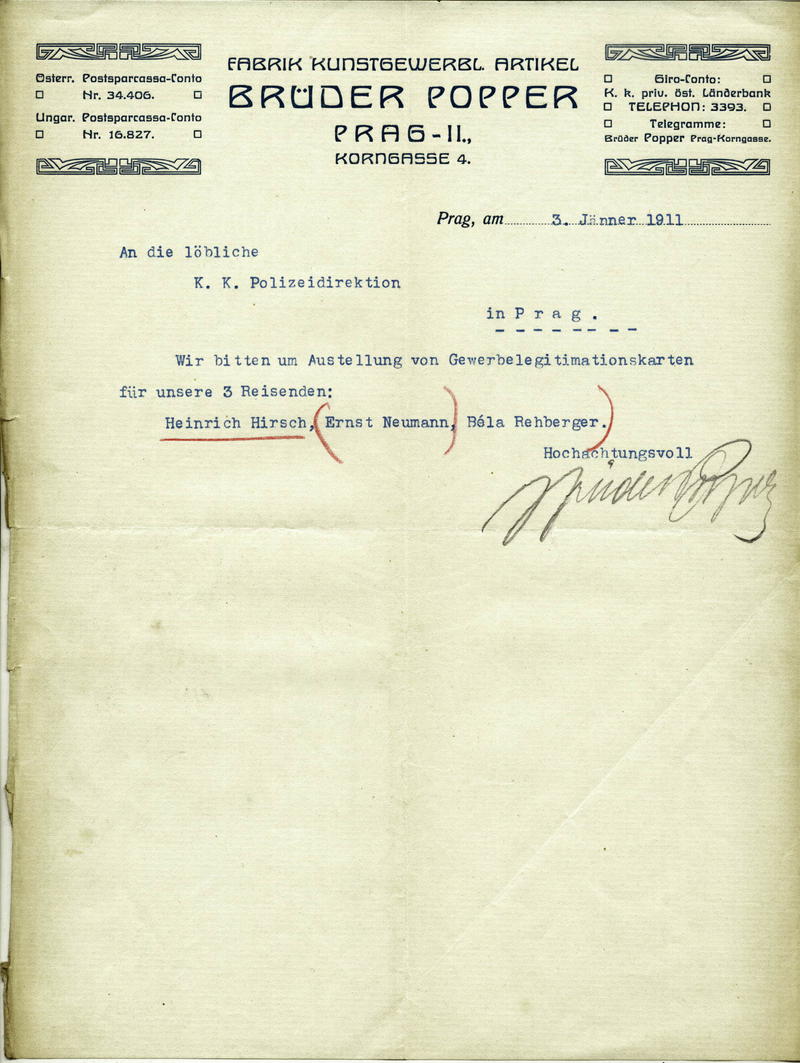 Österr. Postsparcassa-Conto
Nr. 34.406.
Ungar. Postsparcassa-Conto
Nr. 16.827.
FABRIK KUNSTGEWERBL. ARTIKEL
BRÜDER POPPER
PRAG-II.,
KORNGASSE 4.
Giro-Conto:
K. k. priv. öst. Länderbank
TELEPHON: 3393.
Telegramme:
Brüder Popper Prag-Korngasse.
Prag, am 3. Jänner 1911
An die löbliche
K. K. Polizeidirektion
in P r a g .
Wir bitten um Austellung von Gewerbelegitimationskarten
für unsere 3 Reisenden:
Heinrich Hirsch, (Ernst Neumann,) Béla Rehberger.)
Hochachtungsvoll
Brüder Popper